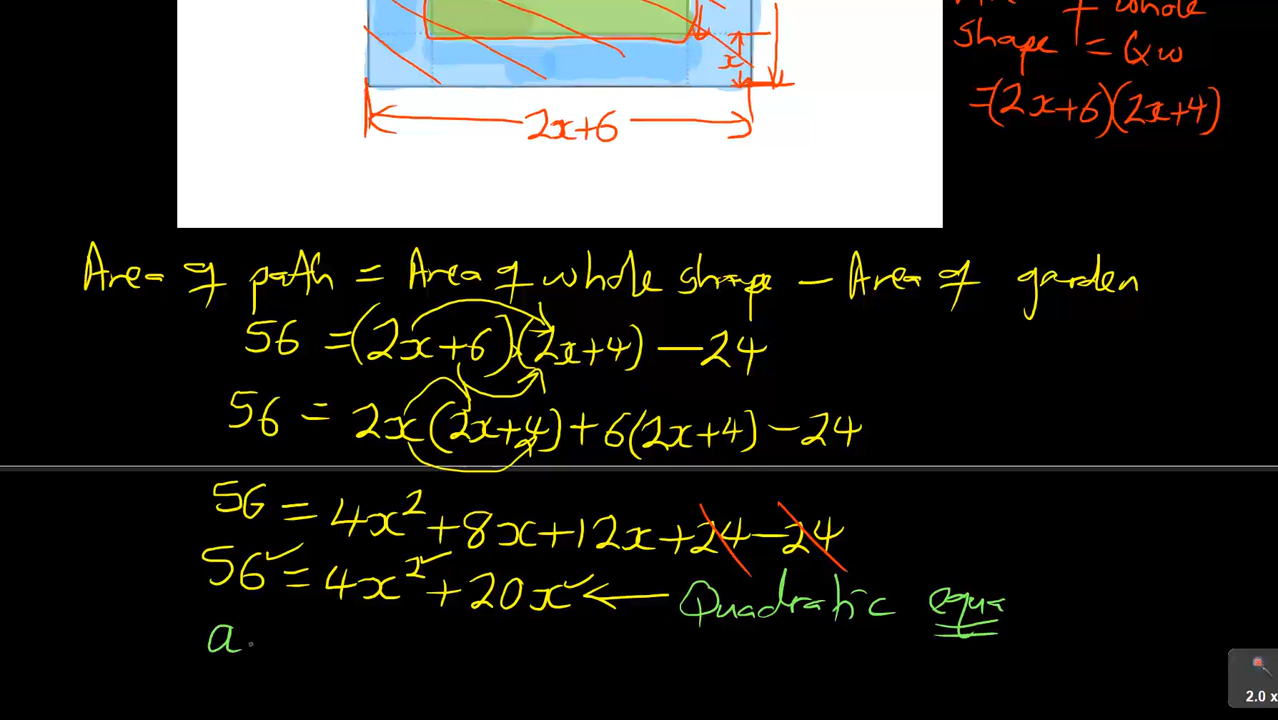 whole
shape = lw
=(2x+6)(2x+4)
x
2x+6
Area of path = Area of whole shape - Area of garden
56 =(2x+6)(2x+4) - 24
56 = 2x(2x+4)+6(2x+4)-24
56 = 4x²+8x+12x+24-24
56 = 4x²+20x ← Quadratic equa
a
2.0 x